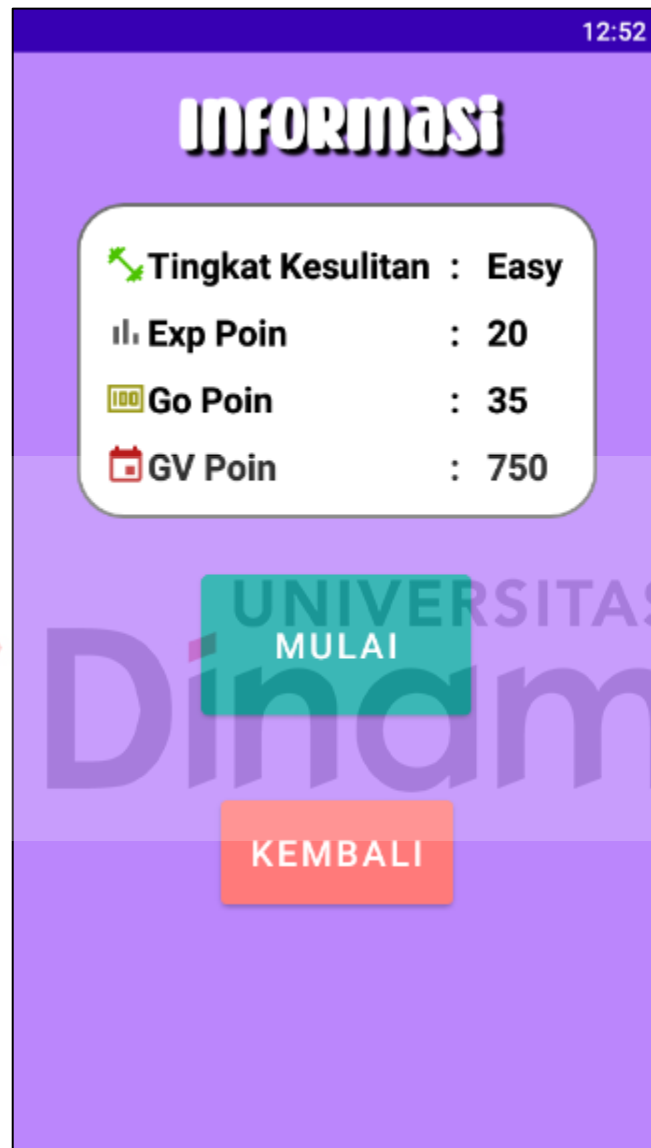 12:52
Informasi
Tingkat Kesulitan : Easy
Exp Poin : 20
100 Go Poin : 35
GV Poin : 750
UNIVERSITAS
MULAI
Dinam
KEMBALI